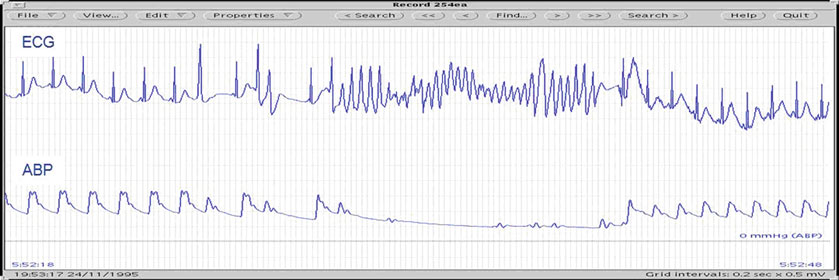 Record 254ea
File View... Edit Properties < Search << < Find... > >> Search > Help Quit
ECG
ABP
0 mmHg (ABP)
5:52:18 5:52:48
19:53:17 24/11/1995 Grid intervals: 0.2 sec x 0.5 mV